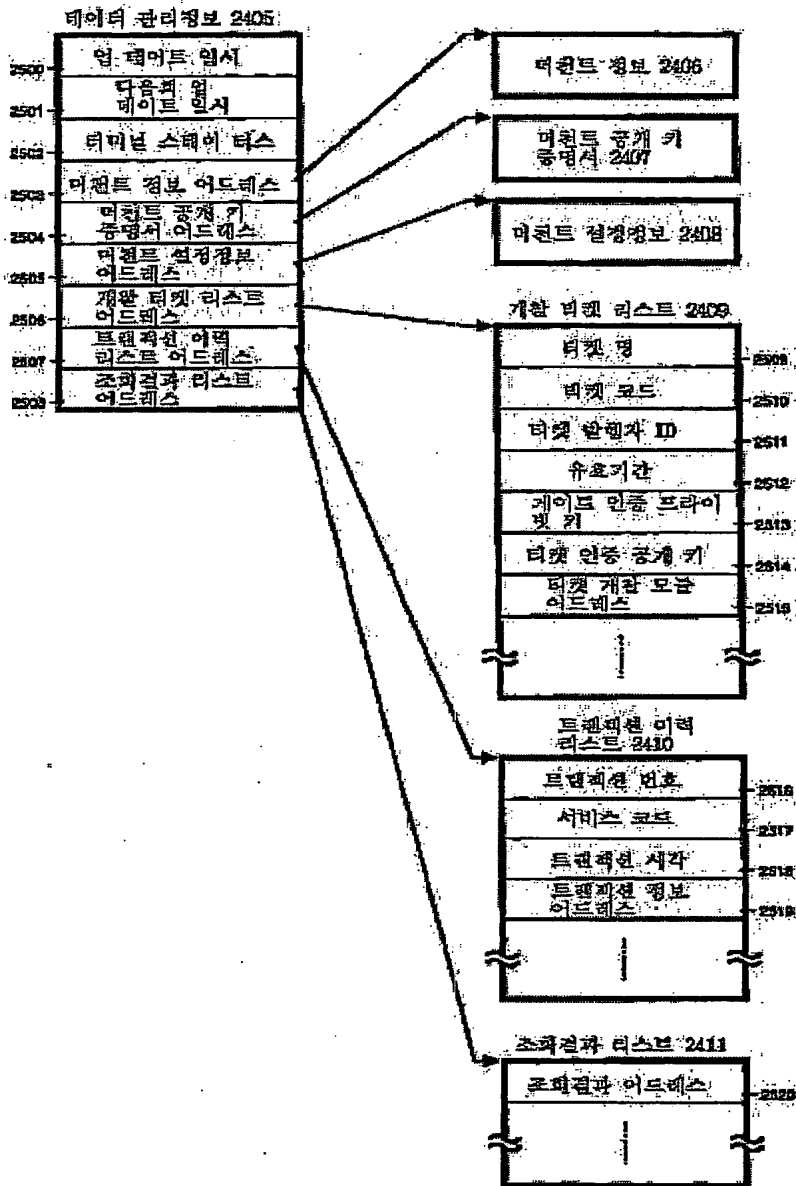 데이터 관리정보 2405
업 데이트 일시
2500
다음회 업
데이트 일시
2501
터미널 스테이 터스
2502
머천트 정보 어드레스
2503
머천트 공개 키
증명서 어드레스
2504
머천트 설정정보
어드레스
2505
개찰 티켓 리스트
어드레스
2506
트랜잭션 이력
리스트 어드레스
2507
조회결과 리스트
어드레스
2508
머천트 정보 2406
머천트 공개 키
증명서 2407
머천트 설정정보 2408
개찰 티켓 리스트 2409
티켓 명
2509
티켓 코드
2510
티켓 발행자 ID
2511
유효기간
2512
게이트 인증 프라이
빗 키
2513
티켓 인증 공개 키
2514
티켓 개찰 모듈
어드레스
2515
트랜잭션 이력
리스트 2410
트랜잭션 번호
2516
서비스 코드
2517
트랜잭션 시각
2518
트랜잭션 정보
어드레스
2519
조회결과 리스트 2411
조회결과 어드레스
2520